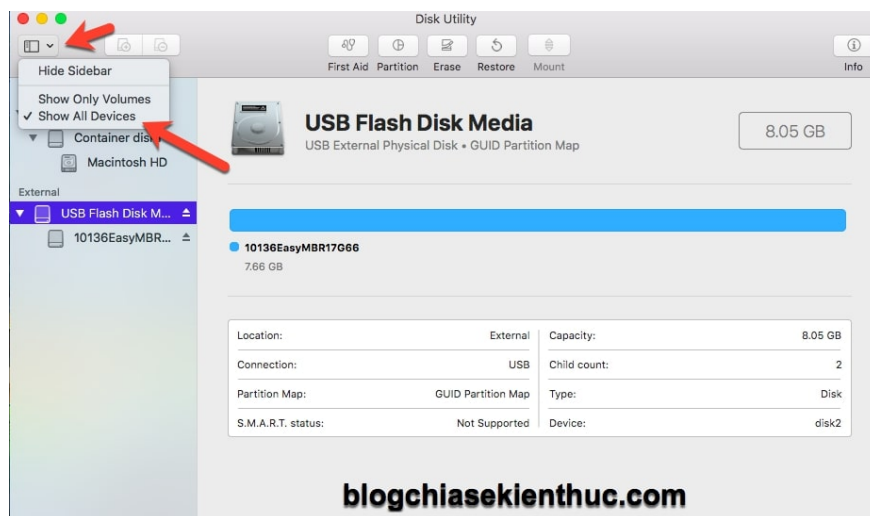 Disk Utility
First Aid Partition Erase Restore Mount
Info
Hide Sidebar
Show Only Volumes
✓ Show All Devices
Container dis
Macintosh HD
External
USB Flash Disk M...
10136EasyMBR...
USB Flash Disk Media
USB External Physical Disk • GUID Partition Map
8.05 GB
10136EasyMBR17G66
7.66 GB
Location: External
Capacity: 8.05 GB
Connection: USB
Child count: 2
Partition Map: GUID Partition Map
Type: Disk
S.M.A.R.T. status: Not Supported
Device: disk2
blogchiasekienthuc.com